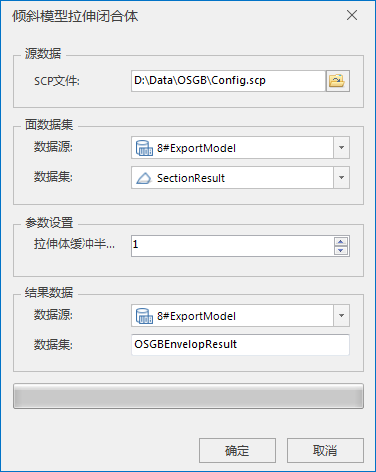 倾斜模型拉伸闭合体
源数据
SCP文件: D:\Data\OSGB\Config.scp
面数据集
数据源: 8#ExportModel
数据集: SectionResult
参数设置
拉伸体缓冲半... 1
结果数据
数据源: 8#ExportModel
数据集: OSGBEnvelopResult
确定 取消